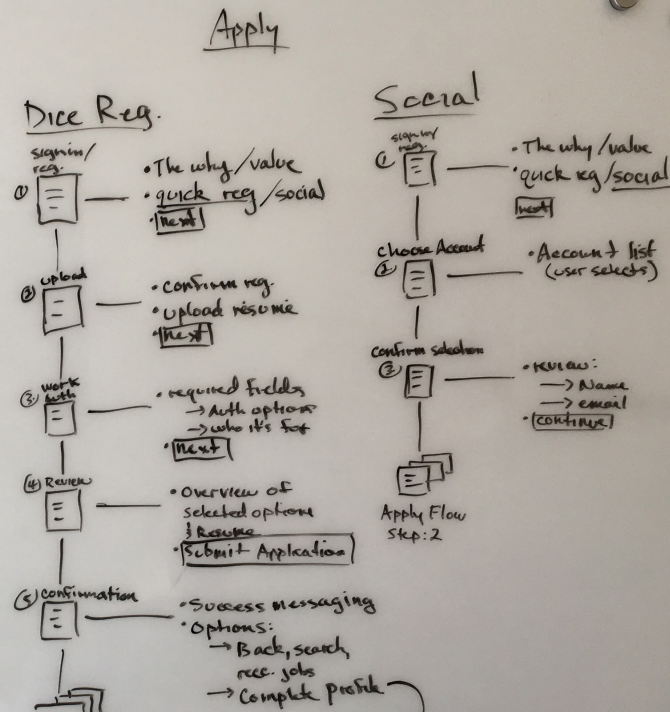 Apply
Dice Reg.
signin/
reg.
①
• The why/value
• quick reg/social
• next
② upload
• confirm reg.
• upload résume
• next
③ work
Auth
• required fields
→ Auth options
→ who it's for
• next
④ Review
• overview of
selected options
& Resume
• Submit Application
⑤ confirmation
• Success messaging
• Options:
→ Back, search,
rec. jobs
→ Complete profile
Social
signin/
reg.
①
• The why/value
• quick reg/social
next
choose Account
②
• Account list
(user selects)
confirm selection
③
• review:
→ Name
→ email
• continue
Apply Flow
Step: 2